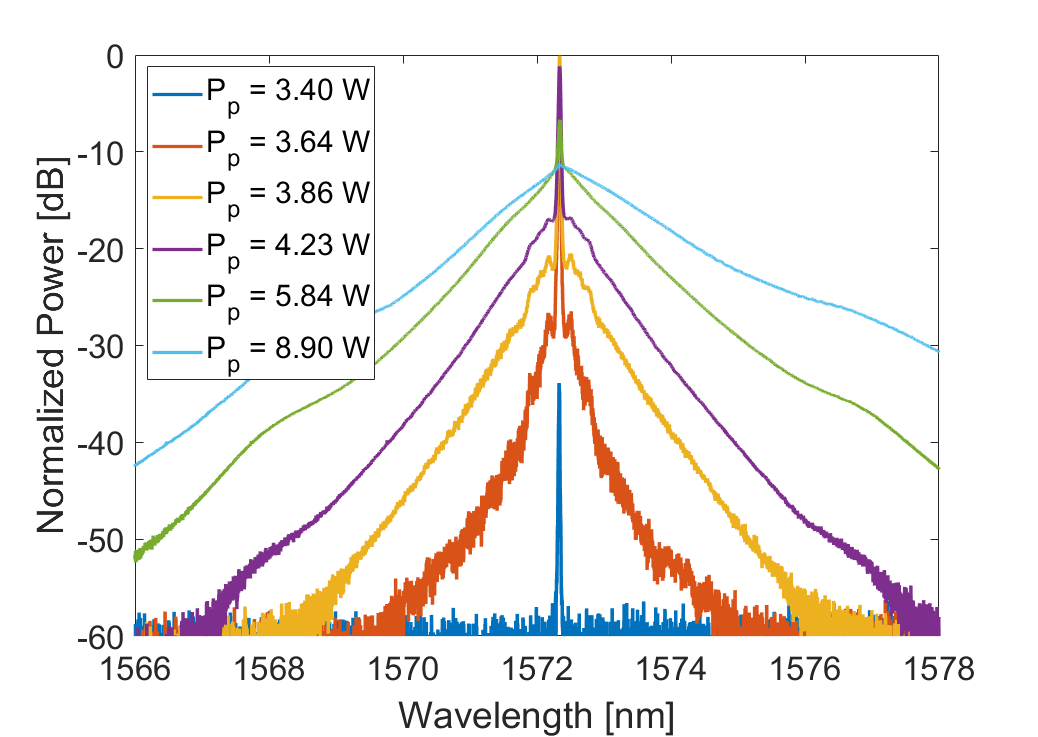 Normalized Power [dB]
0
-10
-20
-30
-40
-50
-60
P_p = 3.40 W
P_p = 3.64 W
P_p = 3.86 W
P_p = 4.23 W
P_p = 5.84 W
P_p = 8.90 W
1566 1568 1570 1572 1574 1576 1578
Wavelength [nm]